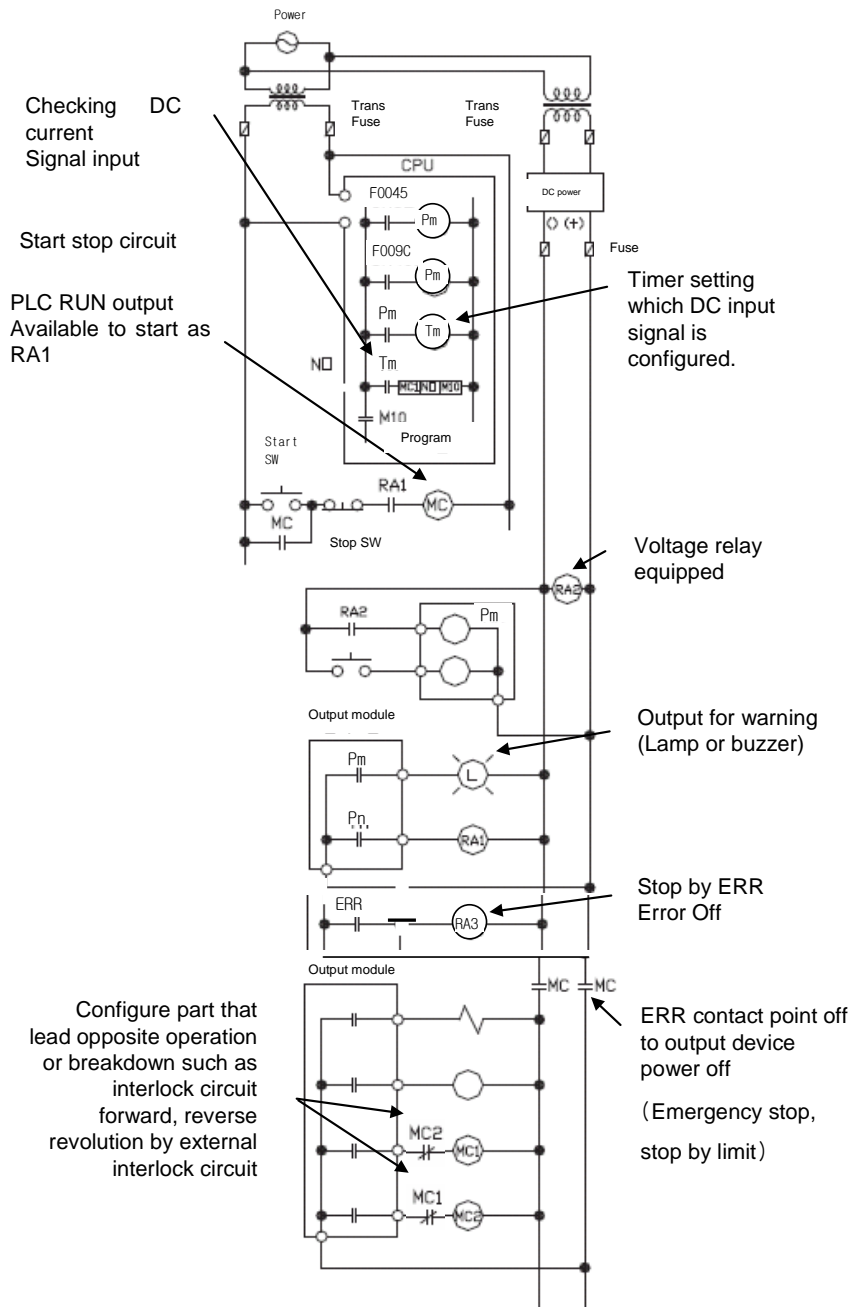 Power
Checking DC
current
Signal input
Trans
Fuse
Trans
Fuse
CPU
DC power
F0045
Pm
() (+)
Start stop circuit
Fuse
F009C
Pm
PLC RUN output
Available to start as
RA1
Pm
Tm
Timer setting
which DC input
signal is
configured.
N□
Tm
MC1 N□ M10
M10
Program
Start
SW
RA1
MC
MC
Stop SW
Voltage relay
equipped
RA2
RA2
Pm
Output module
Output for warning
(Lamp or buzzer)
Pm
L
Pn
RA1
Stop by ERR
Error Off
ERR
RA3
Output module
MC
MC
Configure part that
lead opposite operation
or breakdown such as
interlock circuit
forward, reverse
revolution by external
interlock circuit
ERR contact point off
to output device
power off
(Emergency stop,
stop by limit)
MC2
MC1
MC1
MC2